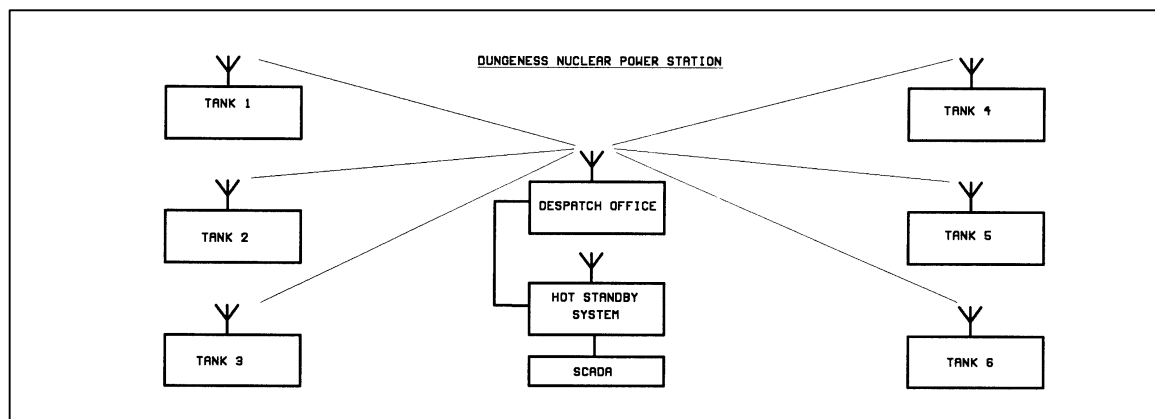 DUNGENESS NUCLEAR POWER STATION
TANK 1
TANK 4
DESPATCH OFFICE
TANK 2
TANK 5
HOT STANDBY
SYSTEM
TANK 3
SCADA
TANK 6